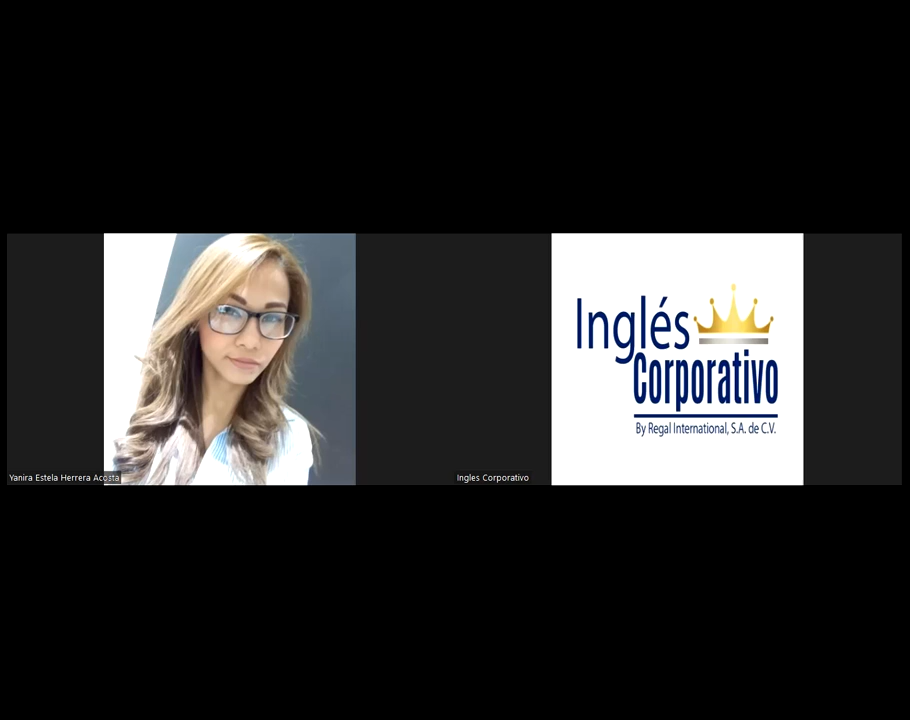 Inglés
Corporativo
By Regal International, S.A. de C.V.
Yanira Estela Herrera Acosta
Ingles Corporativo